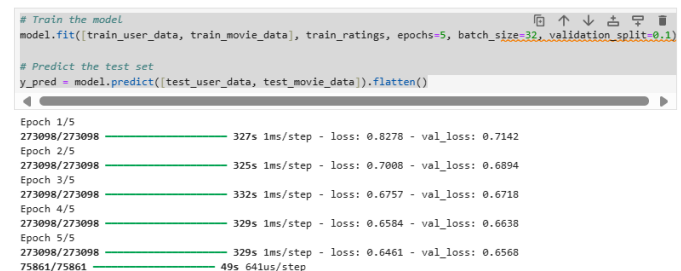 # Train the model
model.fit([train_user_data, train_movie_data], train_ratings, epochs=5, batch_size=32, validation_split=0.1)
# Predict the test set
y_pred = model.predict([test_user_data, test_movie_data]).flatten()
Epoch 1/5
273098/273098 ━━━━━━━━━━━━━━━━━━━━ 327s 1ms/step - loss: 0.8278 - val_loss: 0.7142
Epoch 2/5
273098/273098 ━━━━━━━━━━━━━━━━━━━━ 325s 1ms/step - loss: 0.7008 - val_loss: 0.6894
Epoch 3/5
273098/273098 ━━━━━━━━━━━━━━━━━━━━ 332s 1ms/step - loss: 0.6757 - val_loss: 0.6718
Epoch 4/5
273098/273098 ━━━━━━━━━━━━━━━━━━━━ 329s 1ms/step - loss: 0.6584 - val_loss: 0.6638
Epoch 5/5
273098/273098 ━━━━━━━━━━━━━━━━━━━━ 329s 1ms/step - loss: 0.6461 - val_loss: 0.6568
75861/75861 ━━━━━━━━━━━━━━━━━━━━ 49s 641us/step